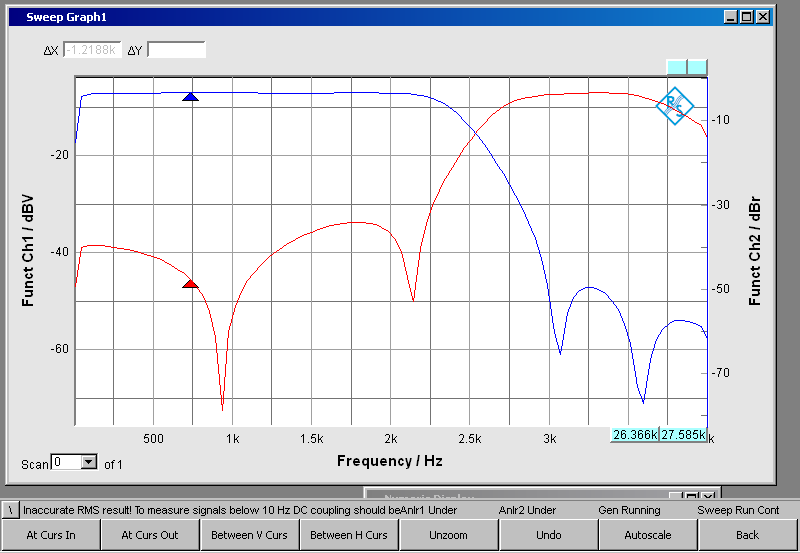 Sweep Graph1
ΔX -1.2188k ΔY
-20
-40
-60
Funct Ch1 / dBV
-10
-30
-50
-70
Funct Ch2 / dBr
R
S
500 1k 1.5k 2k 2.5k 3k 26.366k 27.585k k
Frequency / Hz
Scan 0 of 1
Numeric Display
\ Inaccurate RMS result! To measure signals below 10 Hz DC coupling should be Anlr1 Under Anlr2 Under Gen Running Sweep Run Cont
At Curs In At Curs Out Between V Curs Between H Curs Unzoom Undo Autoscale Back